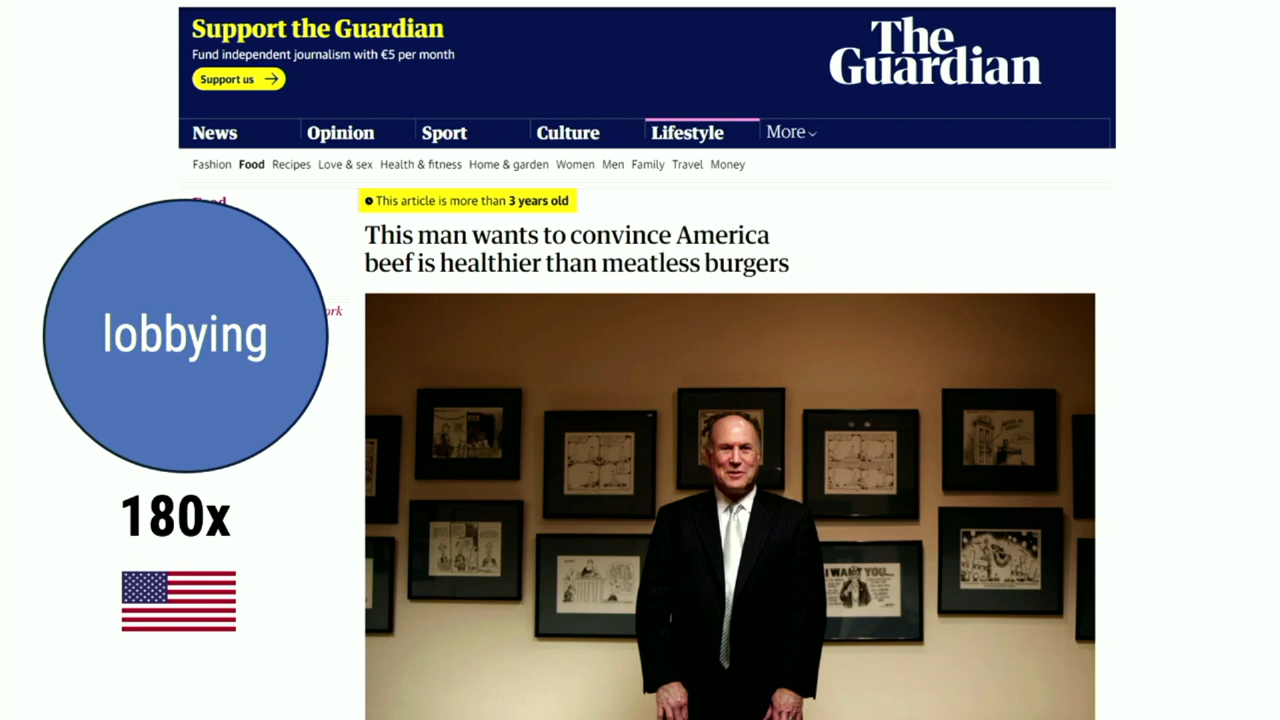 Support the Guardian
Fund independent journalism with €5 per month
Support us
The
Guardian
News
Opinion
Sport
Culture
Lifestyle
More
Fashion
Food
Recipes
Love & sex
Health & fitness
Home & garden
Women
Men
Family
Travel
Money
This article is more than 3 years old
This man wants to convince America
beef is healthier than meatless burgers
lobbying
180x
I WANT YOU...